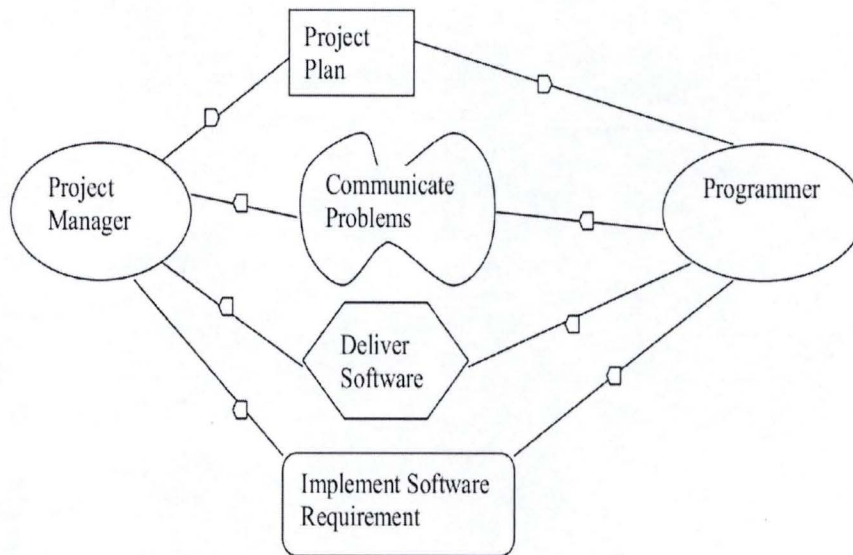 Project
Plan
Project
Manager
Communicate
Problems
Programmer
Deliver
Software
Implement Software
Requirement